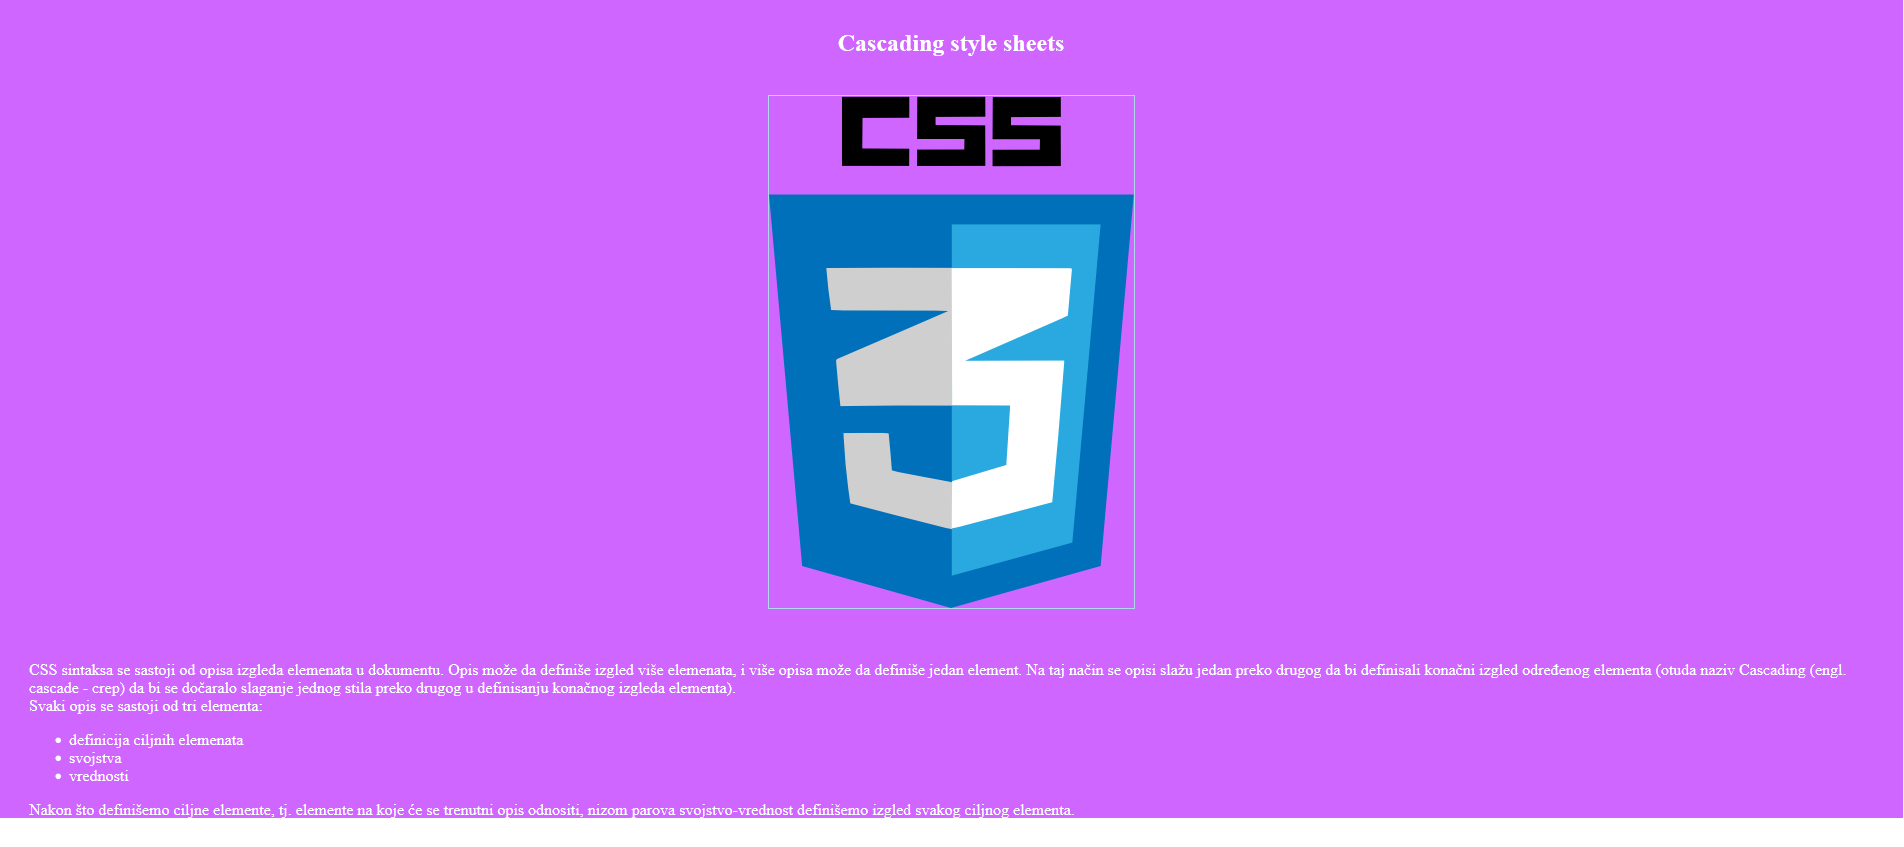 Cascading style sheets
CSS
3
CSS sintaksa se sastoji od opisa izgleda elemenata u dokumentu. Opis može da definiše izgled više elemenata, i više opisa može da definiše jedan element. Na taj način se opisi slažu jedan preko drugog da bi definisali konačni izgled određenog elementa (otuda naziv Cascading (engl.
cascade - crep) da bi se dočaralo slaganje jednog stila preko drugog u definisanju konačnog izgleda elementa).
Svaki opis se sastoji od tri elementa:
• definicija ciljnih elemenata
• svojstva
• vrednosti
Nakon što definišemo ciljne elemente, tj. elemente na koje će se trenutni opis odnositi, nizom parova svojstvo-vrednost definišemo izgled svakog ciljnog elementa.